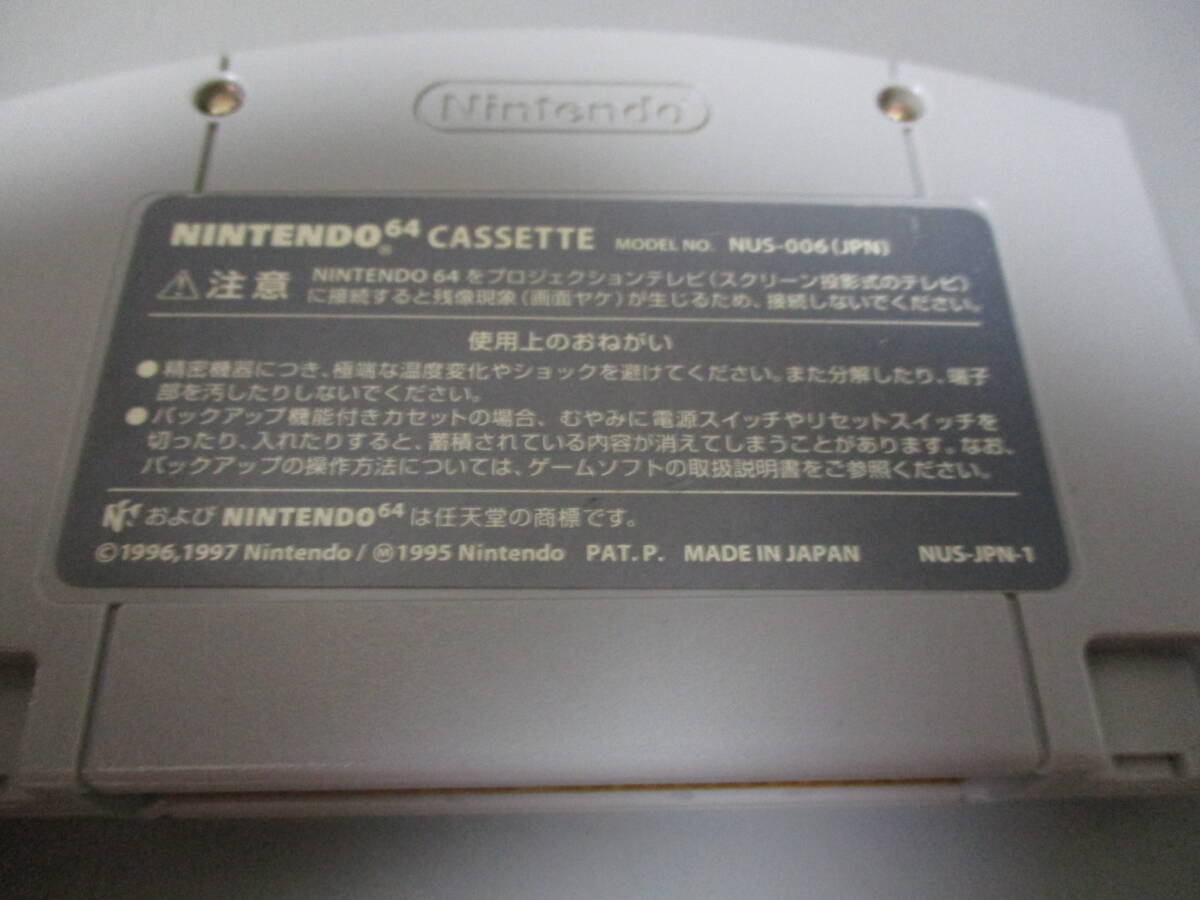 Nintendo
NINTENDO64 CASSETTE MODEL NO. NUS-006(JPN)
注意 NINTENDO 64 をプロジェクションテレビ(スクリーン投影式のテレビ)
に接続すると残像現象(画面ヤケ)が生じるため、接続しないでください。
使用上のおねがい
●精密機器につき、極端な温度変化やショックを避けてください。また分解したり、端子
部を汚したりしないでください。
●バックアップ機能付きカセットの場合、むやみに電源スイッチやリセットスイッチを
切ったり、入れたりすると、蓄積されている内容が消えてしまうことがあります。なお、
バックアップの操作方法については、ゲームソフトの取扱説明書をご参照ください。
および NINTENDO64 は任天堂の商標です。
©1996,1997 Nintendo / Ⓜ1995 Nintendo PAT. P. MADE IN JAPAN NUS-JPN-1